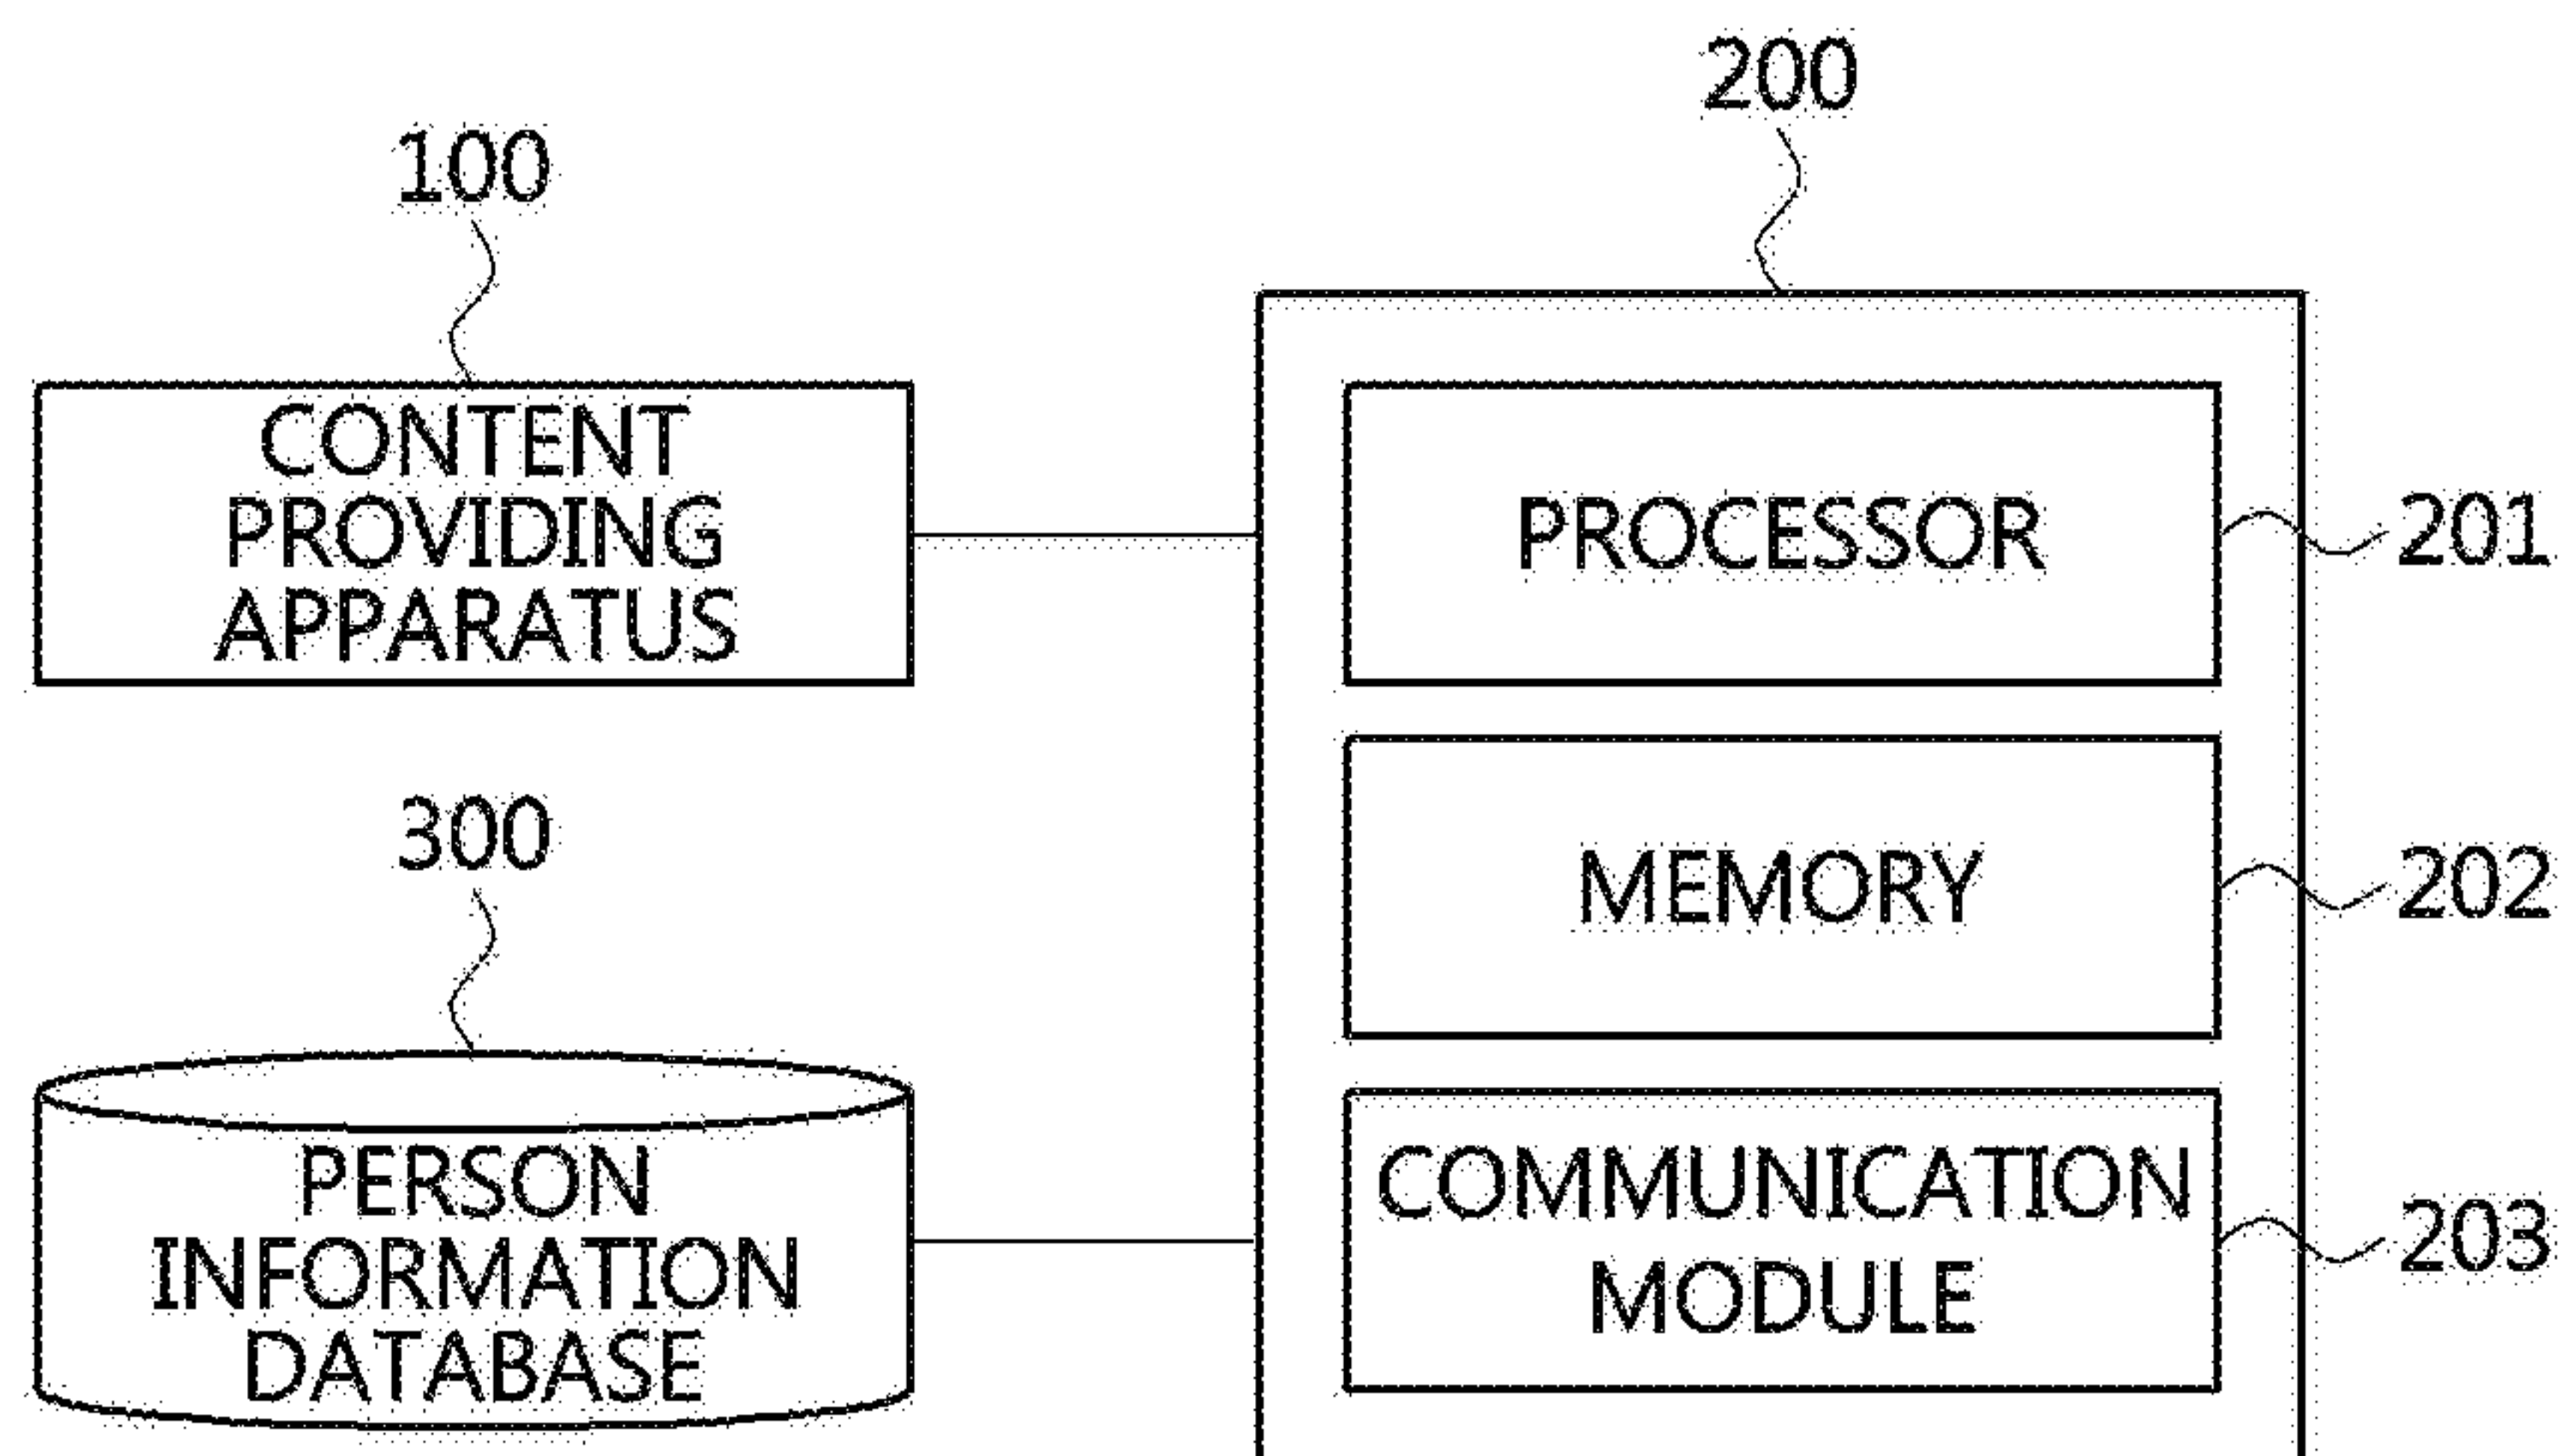 200
100
CONTENT
PROVIDING
APPARATUS
PROCESSOR
201
300
MEMORY
202
PERSON
INFORMATION
DATABASE
COMMUNICATION
MODULE
203